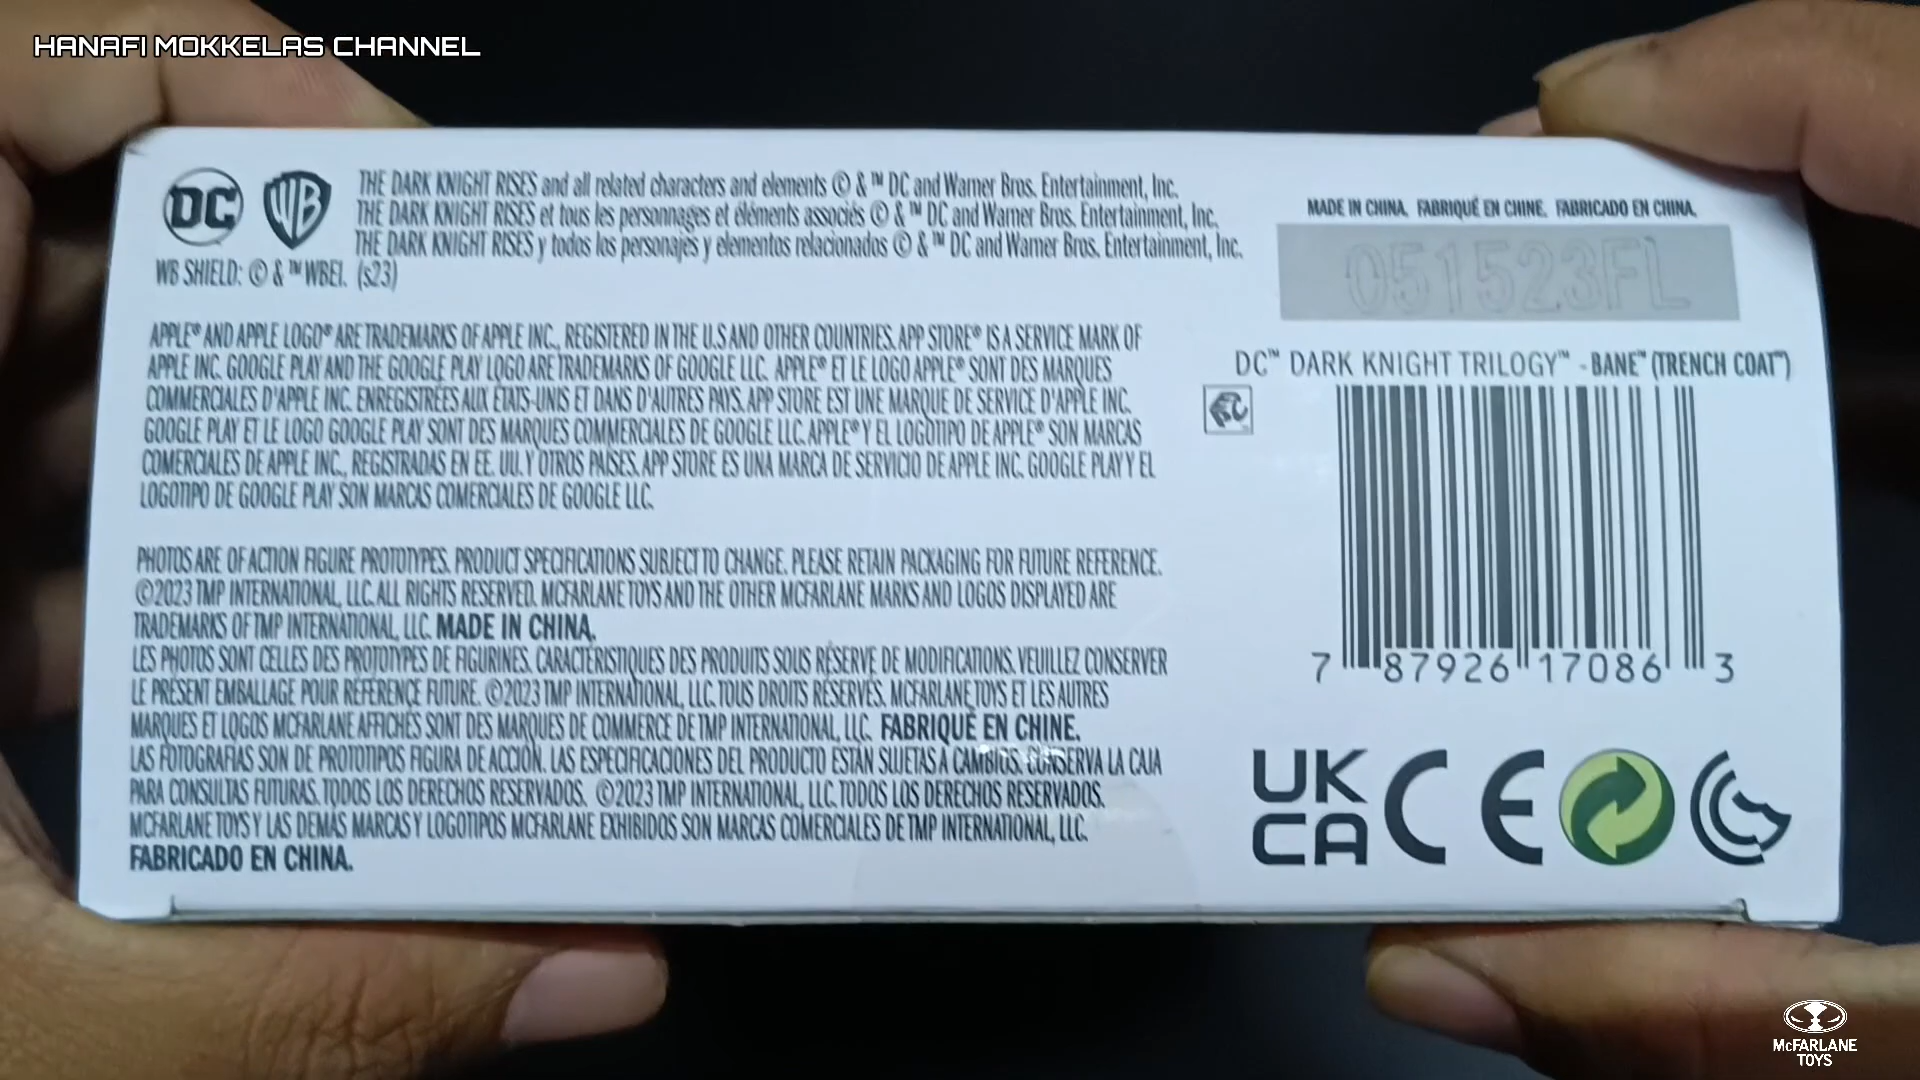 HANAFI MOKKELAS CHANNEL
DC WB
THE DARK KNIGHT RISES and all related characters and elements © & ™ DC and Warner Bros. Entertainment, Inc.
THE DARK KNIGHT RISES et tous les personnages et éléments associés © & ™ DC and Warner Bros. Entertainment, Inc.
THE DARK KNIGHT RISES y todos los personajes y elementos relacionados © & ™ DC and Warner Bros. Entertainment, Inc.
WB SHIELD: © & ™ WBEI. (s23)
APPLE® AND APPLE LOGO® ARE TRADEMARKS OF APPLE INC., REGISTERED IN THE U.S AND OTHER COUNTRIES. APP STORE® IS A SERVICE MARK OF
APPLE INC. GOOGLE PLAY AND THE GOOGLE PLAY LOGO ARE TRADEMARKS OF GOOGLE LLC. APPLE® ET LE LOGO APPLE® SONT DES MARQUES
COMMERCIALES D'APPLE INC. ENREGISTRÉES AUX ÉTATS-UNIS ET DANS D'AUTRES PAYS. APP STORE EST UNE MARQUE DE SERVICE D'APPLE INC.
GOOGLE PLAY ET LE LOGO GOOGLE PLAY SONT DES MARQUES COMMERCIALES DE GOOGLE LLC. APPLE® Y EL LOGOTIPO DE APPLE® SON MARCAS
COMERCIALES DE APPLE INC., REGISTRADAS EN EE. UU. Y OTROS PAÍSES. APP STORE ES UNA MARCA DE SERVICIO DE APPLE INC. GOOGLE PLAY Y EL
LOGOTIPO DE GOOGLE PLAY SON MARCAS COMERCIALES DE GOOGLE LLC.
PHOTOS ARE OF ACTION FIGURE PROTOTYPES. PRODUCT SPECIFICATIONS SUBJECT TO CHANGE. PLEASE RETAIN PACKAGING FOR FUTURE REFERENCE.
©2023 TMP INTERNATIONAL, LLC. ALL RIGHTS RESERVED. MCFARLANE TOYS AND THE OTHER MCFARLANE MARKS AND LOGOS DISPLAYED ARE
TRADEMARKS OF TMP INTERNATIONAL, LLC. MADE IN CHINA.
LES PHOTOS SONT CELLES DES PROTOTYPES DE FIGURINES. CARACTÉRISTIQUES DES PRODUITS SOUS RÉSERVE DE MODIFICATIONS. VEUILLEZ CONSERVER
LE PRÉSENT EMBALLAGE POUR RÉFÉRENCE FUTURE. ©2023 TMP INTERNATIONAL, LLC. TOUS DROITS RÉSERVÉS. MCFARLANE TOYS ET LES AUTRES
MARQUES ET LOGOS MCFARLANE AFFICHÉS SONT DES MARQUES DE COMMERCE DE TMP INTERNATIONAL, LLC. FABRIQUÉ EN CHINE.
LAS FOTOGRAFÍAS SON DE PROTOTIPOS FIGURA DE ACCIÓN. LAS ESPECIFICACIONES DEL PRODUCTO ESTÁN SUJETAS A CAMBIOS. CONSERVA LA CAJA
PARA CONSULTAS FUTURAS. TODOS LOS DERECHOS RESERVADOS. ©2023 TMP INTERNATIONAL, LLC. TODOS LOS DERECHOS RESERVADOS.
MCFARLANE TOYS Y LAS DEMÁS MARCAS Y LOGOTIPOS MCFARLANE EXHIBIDOS SON MARCAS COMERCIALES DE TMP INTERNATIONAL, LLC.
FABRICADO EN CHINA.
MADE IN CHINA. FABRIQUÉ EN CHINE. FABRICADO EN CHINA.
051523FL
DC™ DARK KNIGHT TRILOGY™ - BANE™ (TRENCH COAT™)
7 87926 17086 3
UK
CA
CE
McFARLANE
TOYS